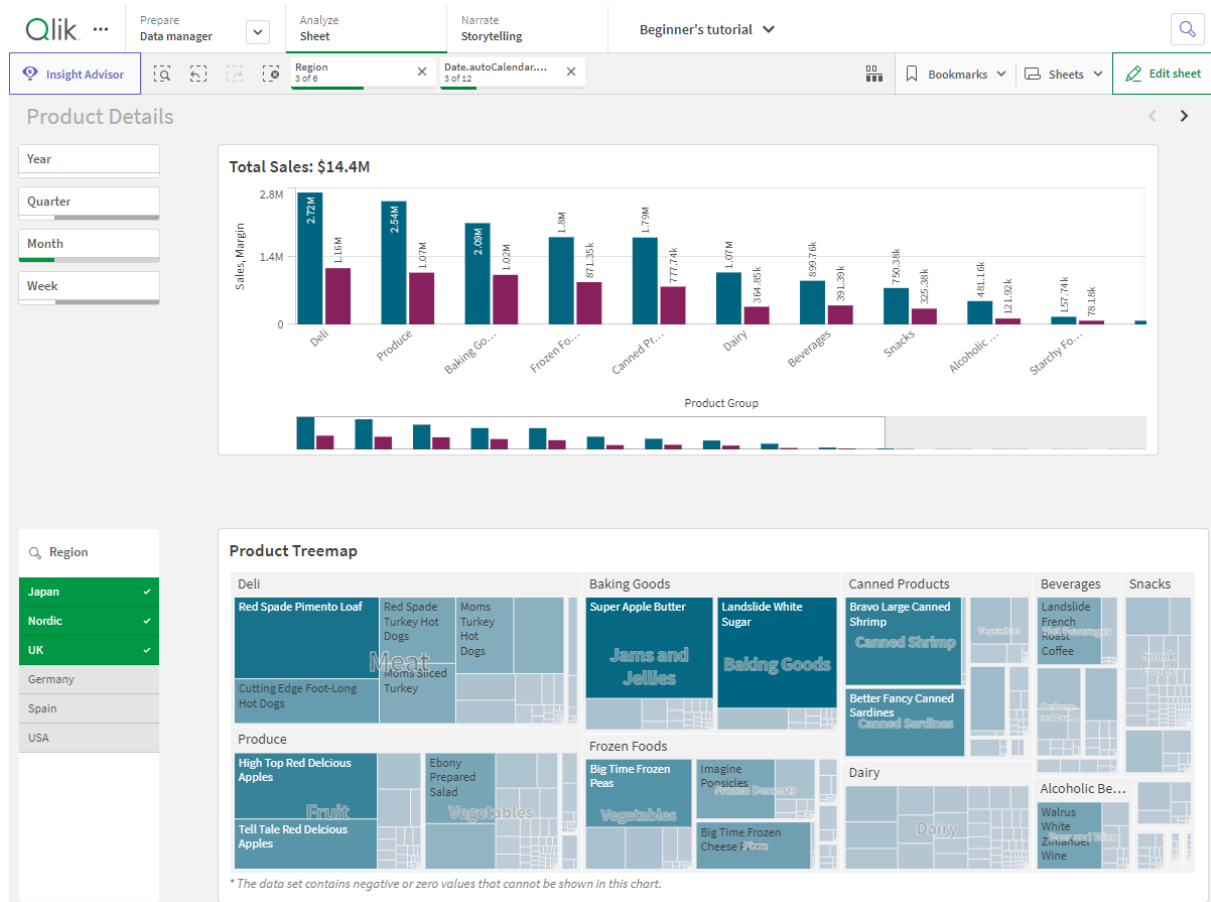 Qlik
Prepare
Data manager
Analyze
Sheet
Narrate
Storytelling
Beginner's tutorial
Insight Advisor
Region
3 of 6
Date.autoCalendar....
3 of 12
Bookmarks
Sheets
Edit sheet
Product Details
Year
Quarter
Month
Week
Total Sales: $14.4M
Sales, Margin
2.8M
1.4M
0
2.72M
1.16M
2.54M
1.07M
2.09M
1.02M
1.8M
871.35k
1.79M
777.74k
1.07M
364.85k
899.76k
391.39k
750.38k
325.38k
481.16k
121.92k
157.74k
78.18k
Deli
Produce
Baking Go...
Frozen Fo...
Canned Pr...
Dairy
Beverages
Snacks
Alcoholic ...
Starchy Fo...
Product Group
Region
Japan
Nordic
UK
Germany
Spain
USA
Product Treemap
Deli
Red Spade Pimento Loaf
Red Spade
Turkey Hot
Dogs
Moms
Turkey
Hot
Dogs
Meat
Moms Sliced
Turkey
Cutting Edge Foot-Long
Hot Dogs
Produce
High Top Red Delcious
Apples
Fruit
Tell Tale Red Delcious
Apples
Ebony
Prepared
Salad
Vegetables
Baking Goods
Super Apple Butter
Jams and
Jellies
Landslide White
Sugar
Baking Goods
Frozen Foods
Big Time Frozen
Peas
Vegetables
Imagine
Popsicles
Frozen Desserts
Big Time Frozen
Cheese Pizza
Pizza
Canned Products
Bravo Large Canned
Shrimp
Canned Shrimp
Vegetables
Better Fancy Canned
Sardines
Canned Sardines
Dairy
Dairy
Beverages
Landslide
French
Roast
Coffee
Hot Beverages
Alcoholic Be...
Walrus
White
Zinfandel
Wine
Beer and Wine
Snacks
Snack
Foods
* The data set contains negative or zero values that cannot be shown in this chart.